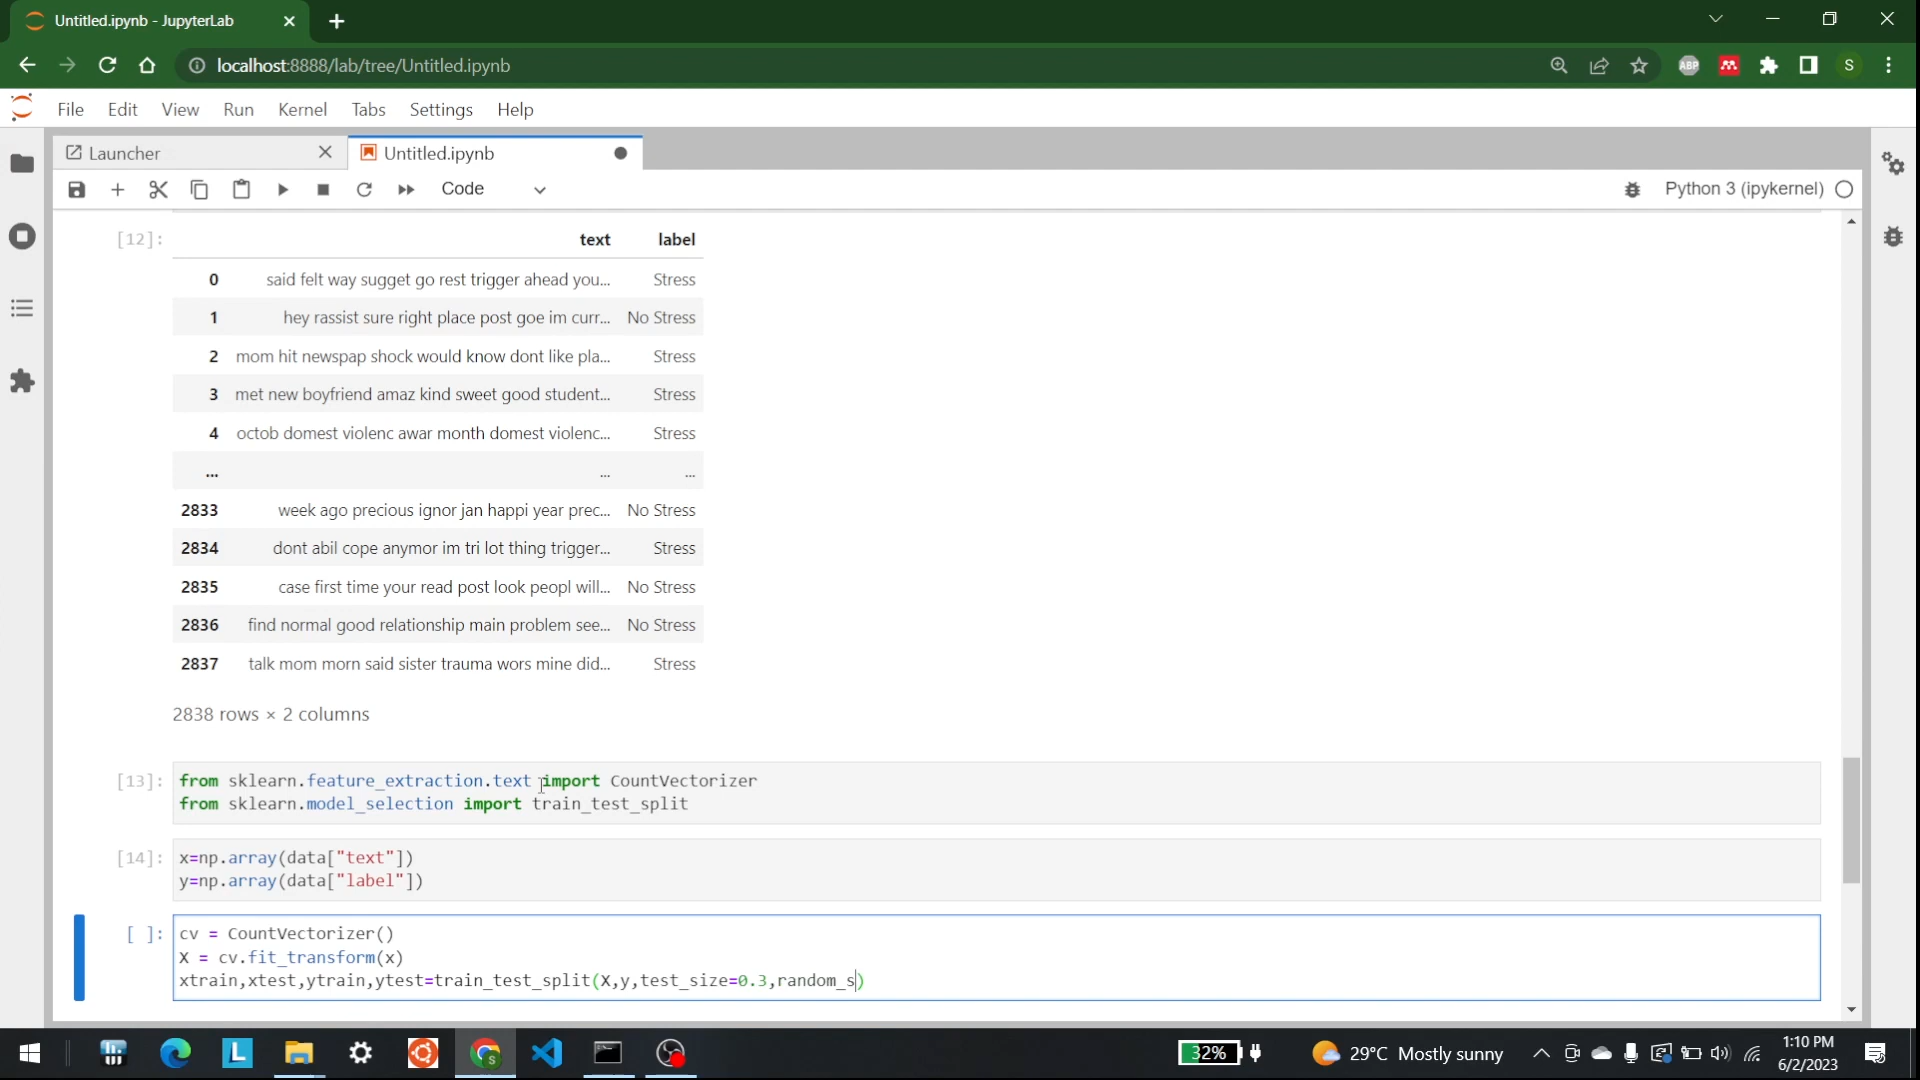 Untitled.ipynb - JupyterLab
localhost:8888/lab/tree/Untitled.ipynb
ABP
S
File Edit View Run Kernel Tabs Settings Help
Launcher
Untitled.ipynb
Code
Python 3 (ipykernel)
[12]:
text label
0 said felt way sugget go rest trigger ahead you... Stress
1 hey rassist sure right place post goe im curr... No Stress
2 mom hit newspap shock would know dont like pla... Stress
3 met new boyfriend amaz kind sweet good student... Stress
4 octob domest violenc awar month domest violenc... Stress
... ... ...
2833 week ago precious ignor jan happi year prec... No Stress
2834 dont abil cope anymor im tri lot thing trigger... Stress
2835 case first time your read post look peopl will... No Stress
2836 find normal good relationship main problem see... No Stress
2837 talk mom morn said sister trauma wors mine did... Stress
2838 rows × 2 columns
[13]: from sklearn.feature_extraction.text import CountVectorizer
from sklearn.model_selection import train_test_split
[14]: x=np.array(data["text"])
y=np.array(data["label"])
[ ]: cv = CountVectorizer()
X = cv.fit_transform(x)
xtrain,xtest,ytrain,ytest=train_test_split(X,y,test_size=0.3,random_s)
L
S
32%
29°C Mostly sunny
1:10 PM
6/2/2023